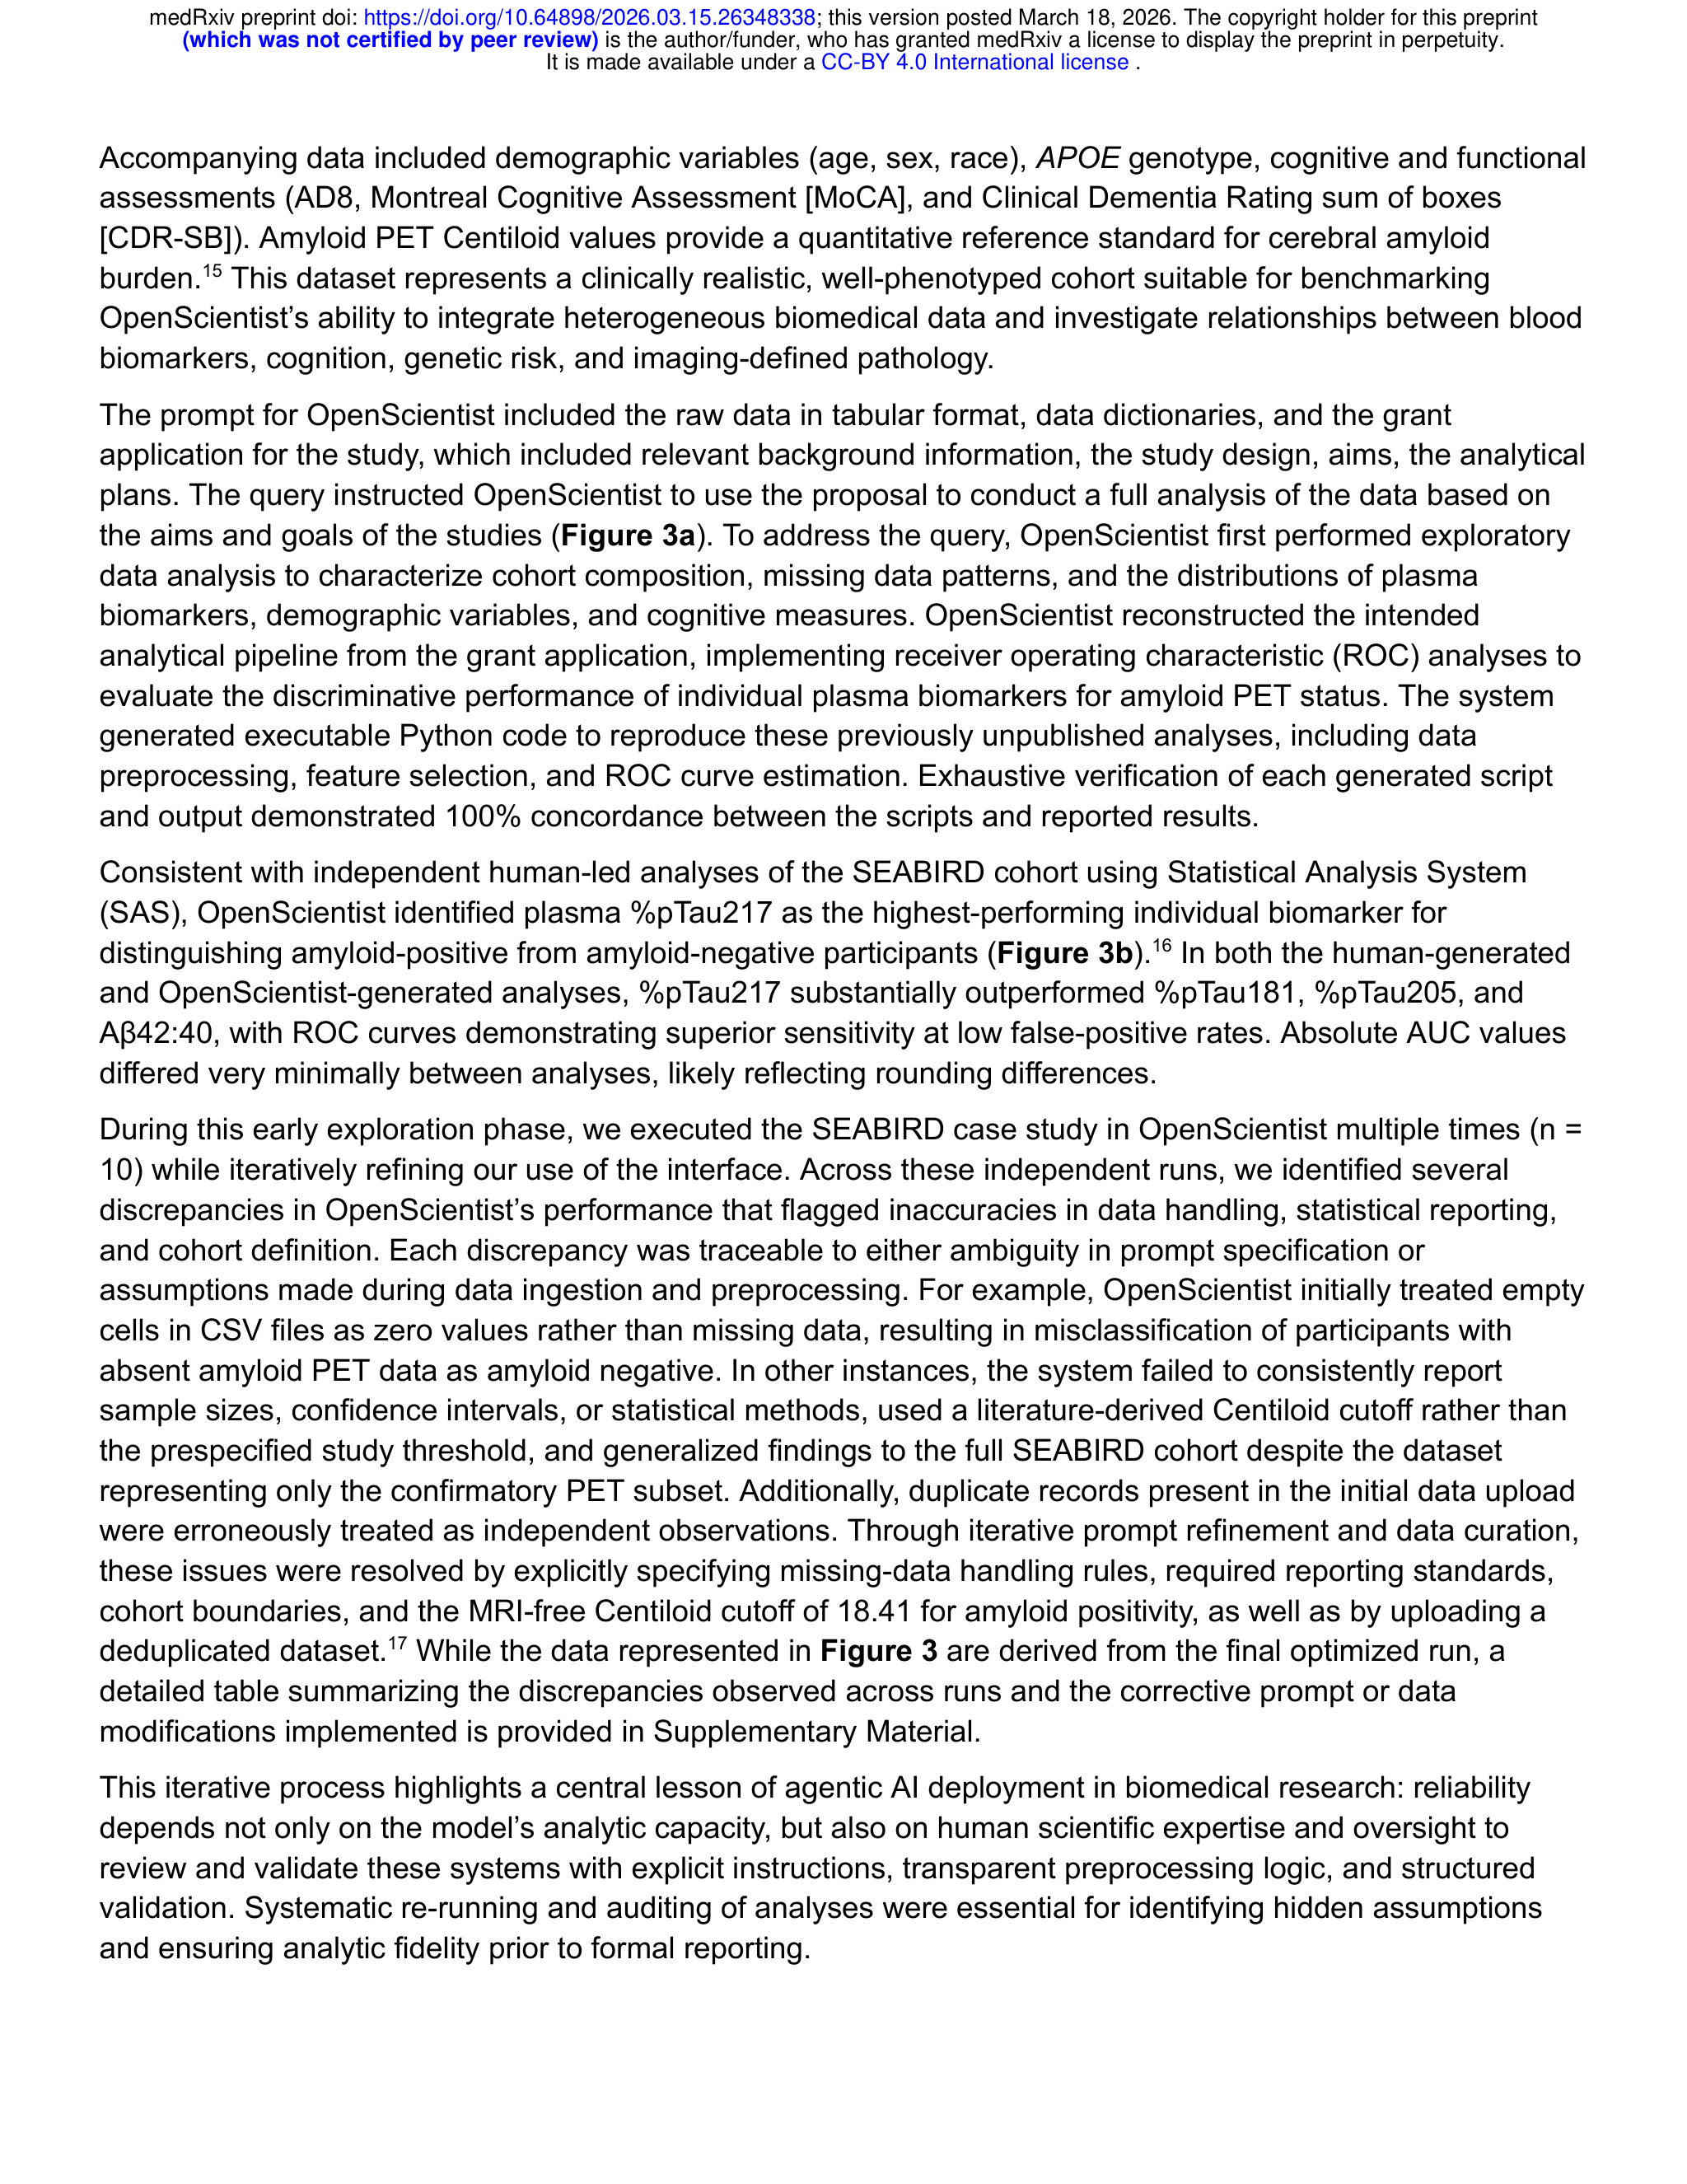 medRxiv preprint doi: https://doi.org/10.64898/2026.03.15.26348338; this version posted March 18, 2026. The copyright holder for this preprint
(which was not certified by peer review) is the author/funder, who has granted medRxiv a license to display the preprint in perpetuity.
It is made available under a CC-BY 4.0 International license .
Accompanying data included demographic variables (age, sex, race), APOE genotype, cognitive and functional
assessments (AD8, Montreal Cognitive Assessment [MoCA], and Clinical Dementia Rating sum of boxes
[CDR-SB]). Amyloid PET Centiloid values provide a quantitative reference standard for cerebral amyloid
burden.15 This dataset represents a clinically realistic, well-phenotyped cohort suitable for benchmarking
OpenScientist’s ability to integrate heterogeneous biomedical data and investigate relationships between blood
biomarkers, cognition, genetic risk, and imaging-defined pathology.
The prompt for OpenScientist included the raw data in tabular format, data dictionaries, and the grant
application for the study, which included relevant background information, the study design, aims, the analytical
plans. The query instructed OpenScientist to use the proposal to conduct a full analysis of the data based on
the aims and goals of the studies (Figure 3a). To address the query, OpenScientist first performed exploratory
data analysis to characterize cohort composition, missing data patterns, and the distributions of plasma
biomarkers, demographic variables, and cognitive measures. OpenScientist reconstructed the intended
analytical pipeline from the grant application, implementing receiver operating characteristic (ROC) analyses to
evaluate the discriminative performance of individual plasma biomarkers for amyloid PET status. The system
generated executable Python code to reproduce these previously unpublished analyses, including data
preprocessing, feature selection, and ROC curve estimation. Exhaustive verification of each generated script
and output demonstrated 100% concordance between the scripts and reported results.
Consistent with independent human-led analyses of the SEABIRD cohort using Statistical Analysis System
(SAS), OpenScientist identified plasma %pTau217 as the highest-performing individual biomarker for
distinguishing amyloid-positive from amyloid-negative participants (Figure 3b).16 In both the human-generated
and OpenScientist-generated analyses, %pTau217 substantially outperformed %pTau181, %pTau205, and
Aβ42:40, with ROC curves demonstrating superior sensitivity at low false-positive rates. Absolute AUC values
differed very minimally between analyses, likely reflecting rounding differences.
During this early exploration phase, we executed the SEABIRD case study in OpenScientist multiple times (n =
10) while iteratively refining our use of the interface. Across these independent runs, we identified several
discrepancies in OpenScientist’s performance that flagged inaccuracies in data handling, statistical reporting,
and cohort definition. Each discrepancy was traceable to either ambiguity in prompt specification or
assumptions made during data ingestion and preprocessing. For example, OpenScientist initially treated empty
cells in CSV files as zero values rather than missing data, resulting in misclassification of participants with
absent amyloid PET data as amyloid negative. In other instances, the system failed to consistently report
sample sizes, confidence intervals, or statistical methods, used a literature-derived Centiloid cutoff rather than
the prespecified study threshold, and generalized findings to the full SEABIRD cohort despite the dataset
representing only the confirmatory PET subset. Additionally, duplicate records present in the initial data upload
were erroneously treated as independent observations. Through iterative prompt refinement and data curation,
these issues were resolved by explicitly specifying missing-data handling rules, required reporting standards,
cohort boundaries, and the MRI-free Centiloid cutoff of 18.41 for amyloid positivity, as well as by uploading a
deduplicated dataset.17 While the data represented in Figure 3 are derived from the final optimized run, a
detailed table summarizing the discrepancies observed across runs and the corrective prompt or data
modifications implemented is provided in Supplementary Material.
This iterative process highlights a central lesson of agentic AI deployment in biomedical research: reliability
depends not only on the model’s analytic capacity, but also on human scientific expertise and oversight to
review and validate these systems with explicit instructions, transparent preprocessing logic, and structured
validation. Systematic re-running and auditing of analyses were essential for identifying hidden assumptions
and ensuring analytic fidelity prior to formal reporting.